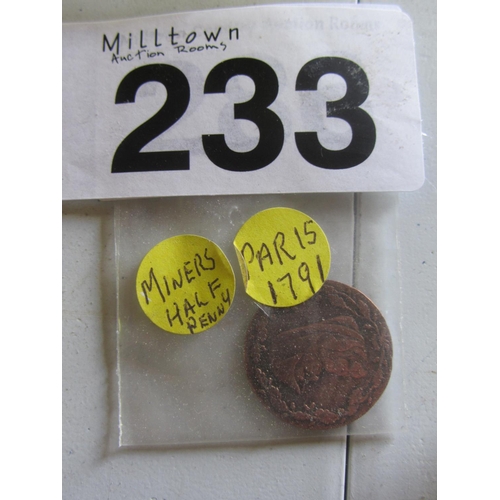 Milltown
Auction Rooms
233
MINERS
HALF
PENNY
PARIS
1791